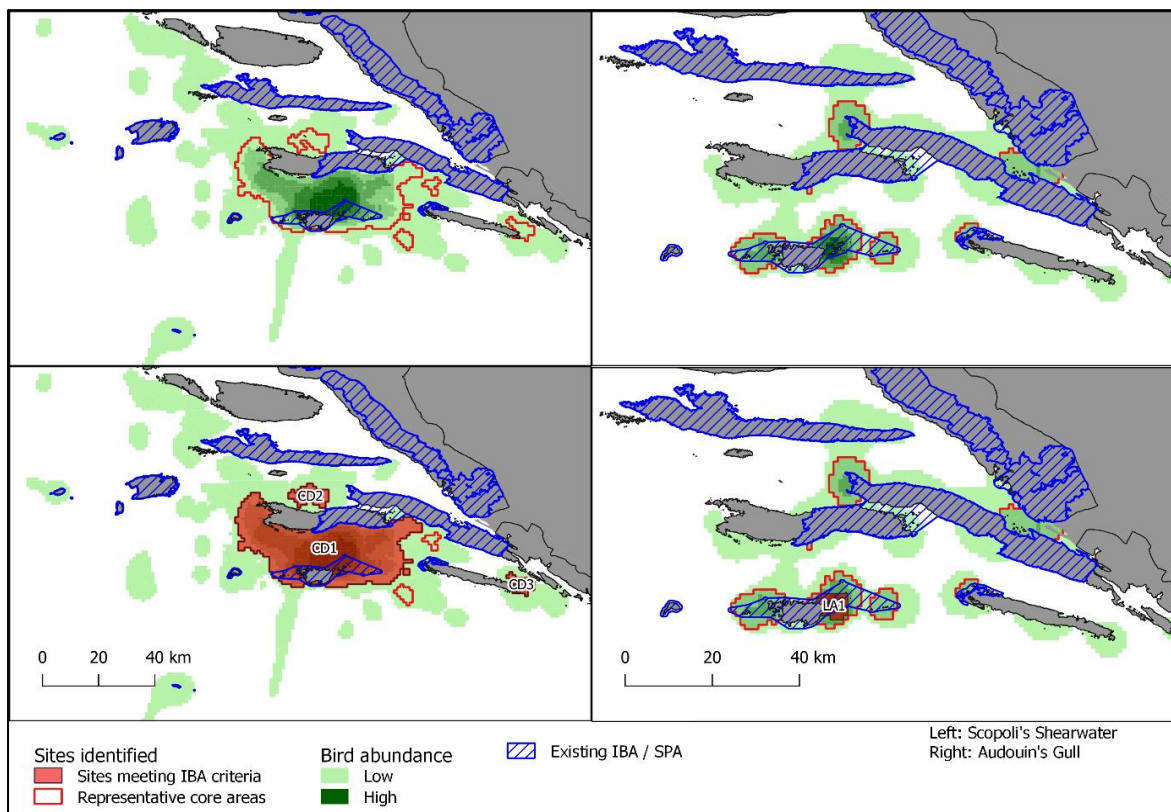 CD2
CD1
CD3
LA1
0 20 40 km
0 20 40 km
Sites identified
Sites meeting IBA criteria
Representative core areas
Bird abundance
Low
High
Existing IBA / SPA
Left: Scopoli's Shearwater
Right: Audouin's Gull